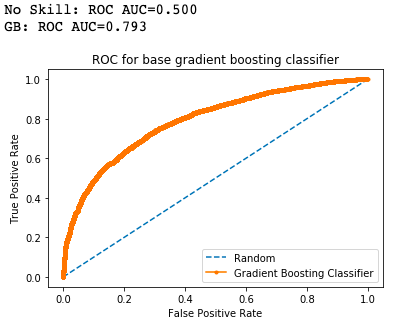 No Skill: ROC AUC=0.500
GB: ROC AUC=0.793
ROC for base gradient boosting classifier
1.0
0.8
0.6
0.4
0.2
0.0
True Positive Rate
Random
Gradient Boosting Classifier
0.0 0.2 0.4 0.6 0.8 1.0
False Positive Rate